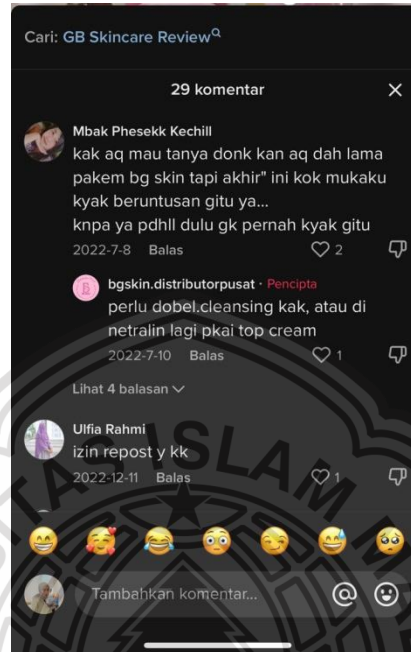 Cari: GB Skincare Review
29 komentar
Mbak Phesekk Kechill
kak aq mau tanya donk kan aq dah lama
pakem bg skin tapi akhir" ini kok mukaku
kyak beruntusan gitu ya...
knpa ya pdhll dulu gk pernah kyak gitu
2022-7-8 Balas 2
bgskin.distributorpusat · Pencipta
perlu dobel.cleansing kak, atau di
netralin lagi pkai top cream
2022-7-10 Balas 1
Lihat 4 balasan
Ulfia Rahmi
izin repost y kk
2022-12-11 Balas 1
Tambahkan komentar...
TAS ISLAM